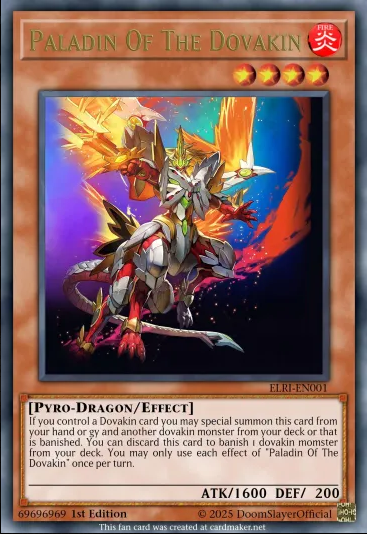 Paladin Of The Dovakin
FIRE
炎
ELRI-EN001
[Pyro-Dragon/Effect]
If you control a Dovakin card you may special summon this card from
your hand or gy and another dovakin monster from your deck or that
is banished. You can discard this card to banish 1 dovakin momster
from your deck. You may only use each effect of "Paladin Of The
Dovakin" once per turn.
ATK/1600 DEF/ 200
69696969 1st Edition © 2025 DoomSlayerOfficial
This fan card was created at cardmaker.net